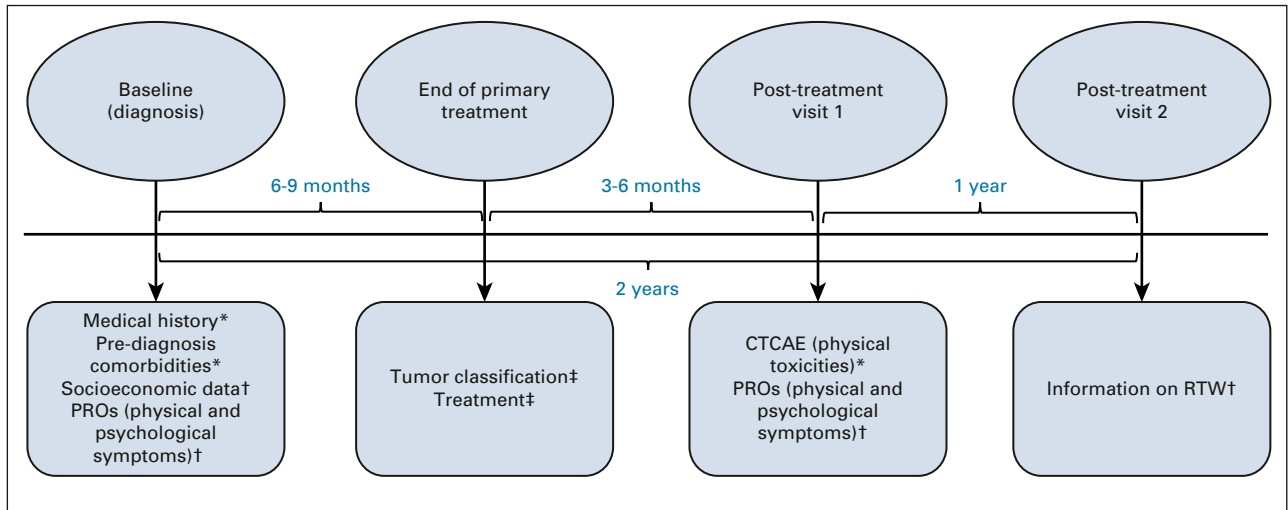 Baseline
(diagnosis)
End of primary
treatment
Post-treatment
visit 1
Post-treatment
visit 2
6-9 months
3-6 months
1 year
2 years
Medical history*
Pre-diagnosis
comorbidities*
Socioeconomic data†
PROs (physical and
psychological
symptoms)†
Tumor classification‡
Treatment‡
CTCAE (physical
toxicities)*
PROs (physical and
psychological
symptoms)†
Information on RTW†